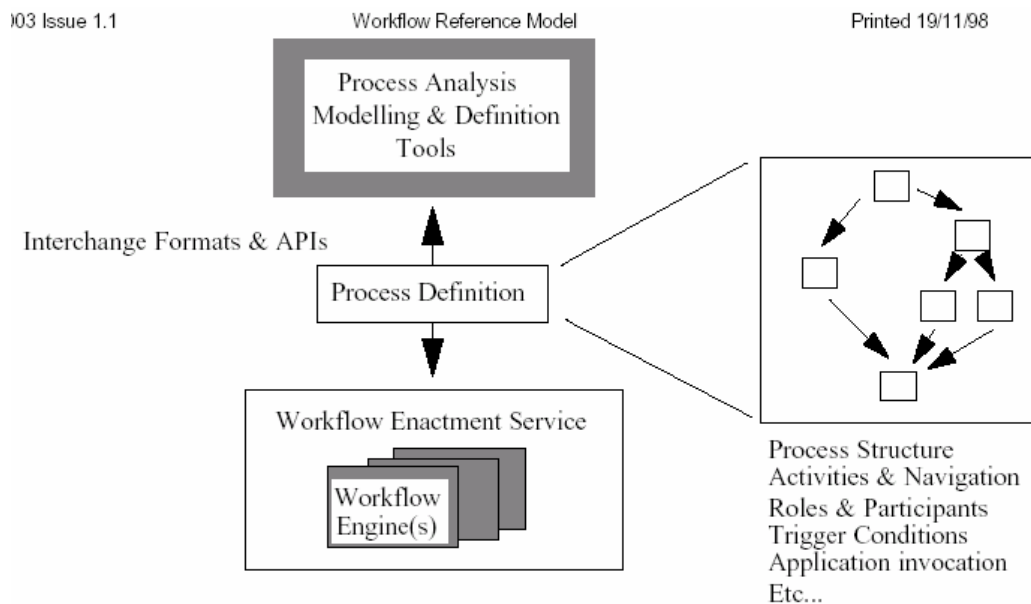 003 Issue 1.1 Workflow Reference Model Printed 19/11/98
Process Analysis
Modelling & Definition
Tools
Interchange Formats & APIs
Process Definition
Workflow Enactment Service
Workflow
Engine(s)
Process Structure
Activities & Navigation
Roles & Participants
Trigger Conditions
Application invocation
Etc...